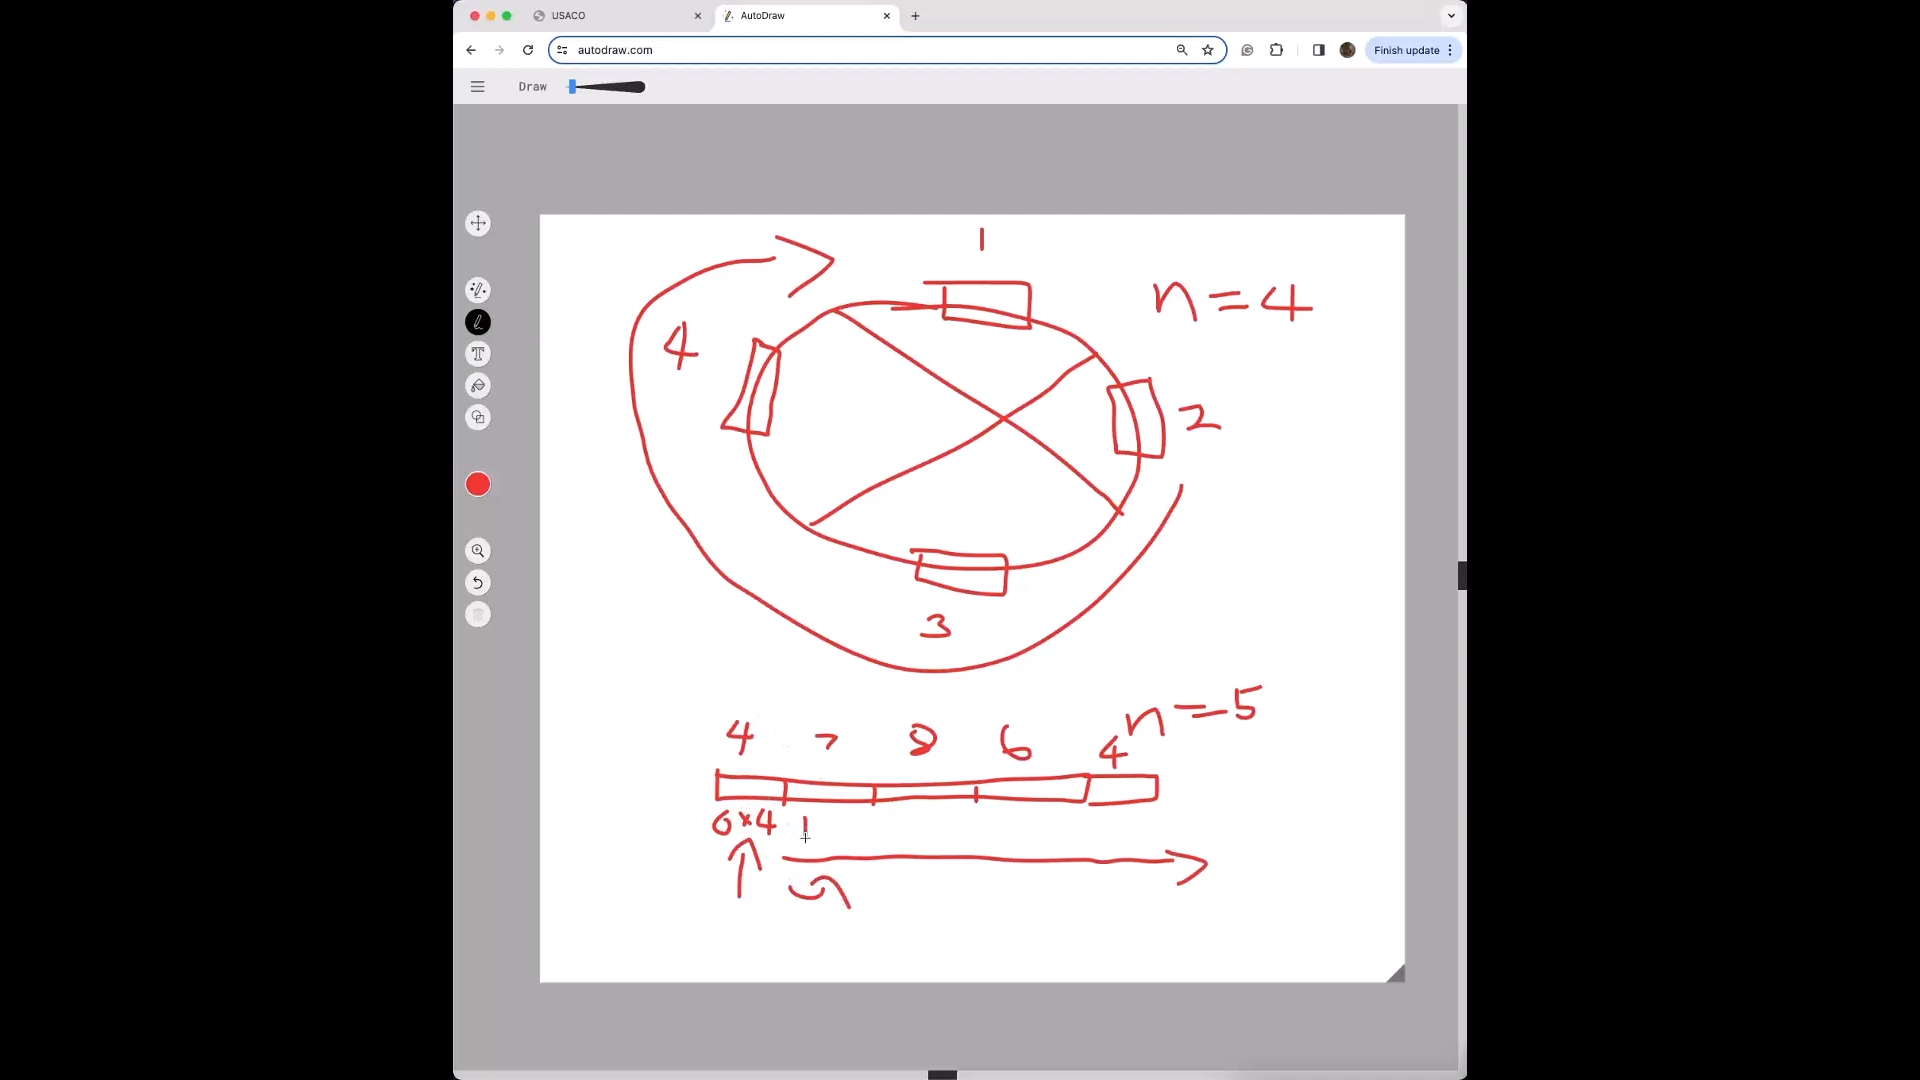 USACO
AutoDraw
autodraw.com
Finish update
Draw
1
n=4
4
2
3
n=5
4 7 8 6 4
0×4 1